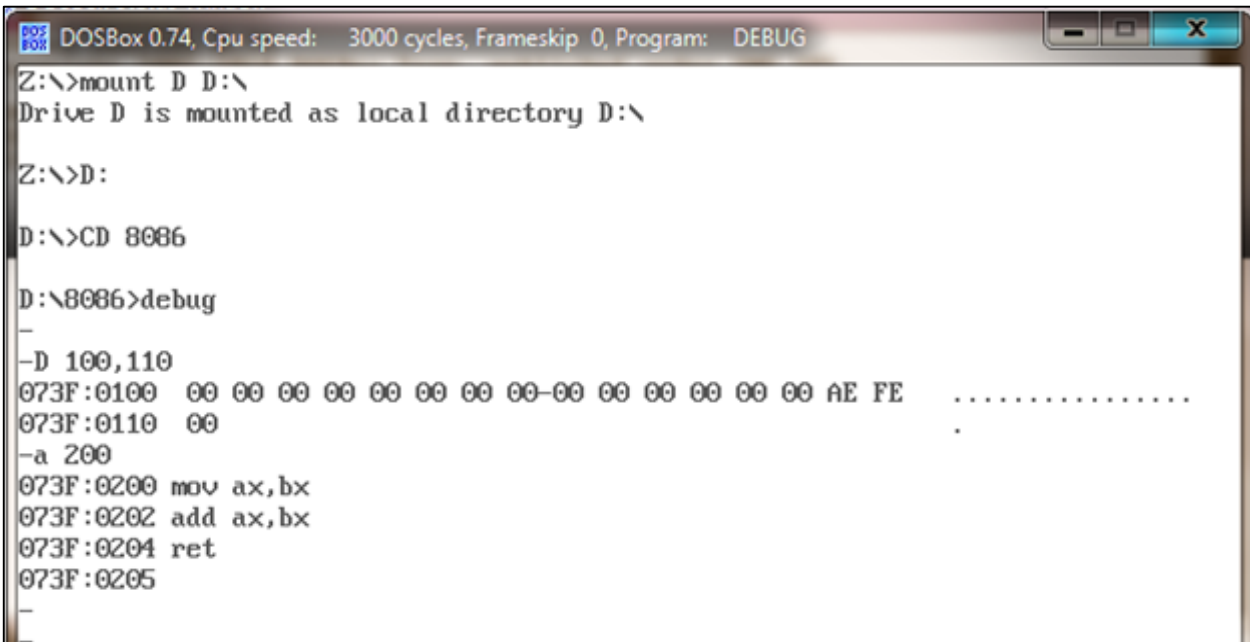 DOS BOX DOSBox 0.74, Cpu speed: 3000 cycles, Frameskip 0, Program: DEBUG
Z:\>mount D D:\
Drive D is mounted as local directory D:\
Z:\>D:
D:\>CD 8086
D:\8086>debug
-
-D 100,110
073F:0100 00 00 00 00 00 00 00 00-00 00 00 00 00 00 AE FE ................
073F:0110 00 .
-a 200
073F:0200 mov ax,bx
073F:0202 add ax,bx
073F:0204 ret
073F:0205
-
-